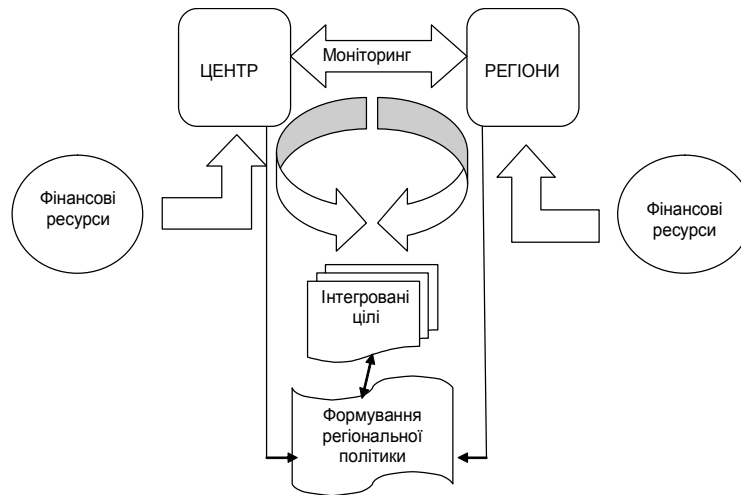 ЦЕНТР
Моніторинг
РЕГІОНИ
Фінансові
ресурси
Фінансові
ресурси
Інтегровані
цілі
Формування
регіональної
політики